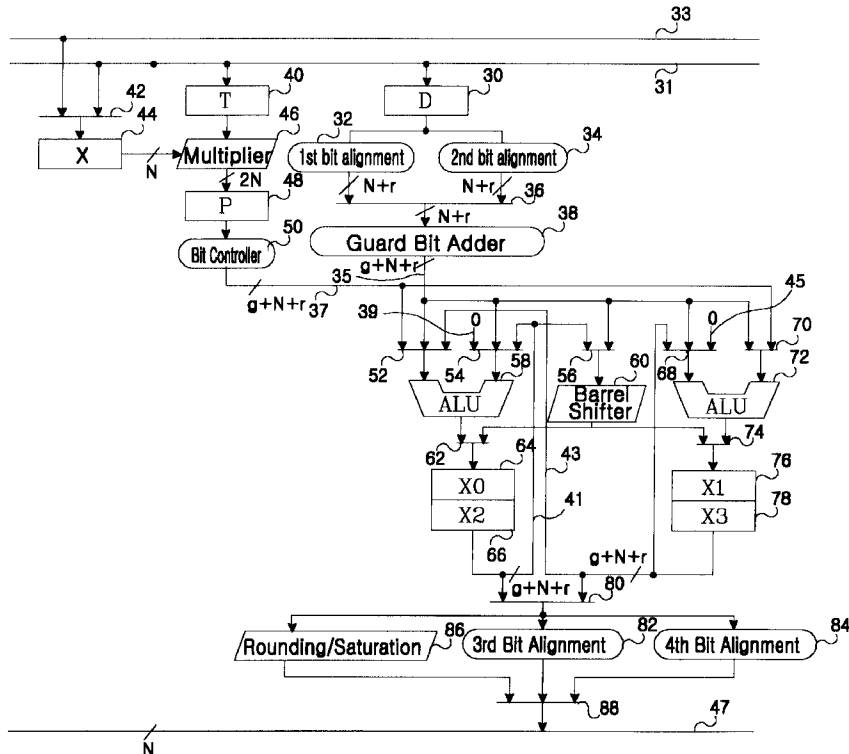 33
31
42
40
30
T
D
44
46
32
34
X
Multiplier
1st bit alignment
2nd bit alignment
N
2N
48
N+r
N+r
36
P
N+r
38
50
Guard Bit Adder
Bit Controller
35
g+N+r
g+N+r
37
39
0
0
45
70
52
54
58
56
60
68
72
ALU
Barrel
Shifter
ALU
62
64
43
74
76
X0
X1
X2
41
X3
78
66
g+N+r
g+N+r
g+N+r
80
Rounding/Saturation
86
3rd Bit Alignment
82
4th Bit Alignment
84
88
47
N